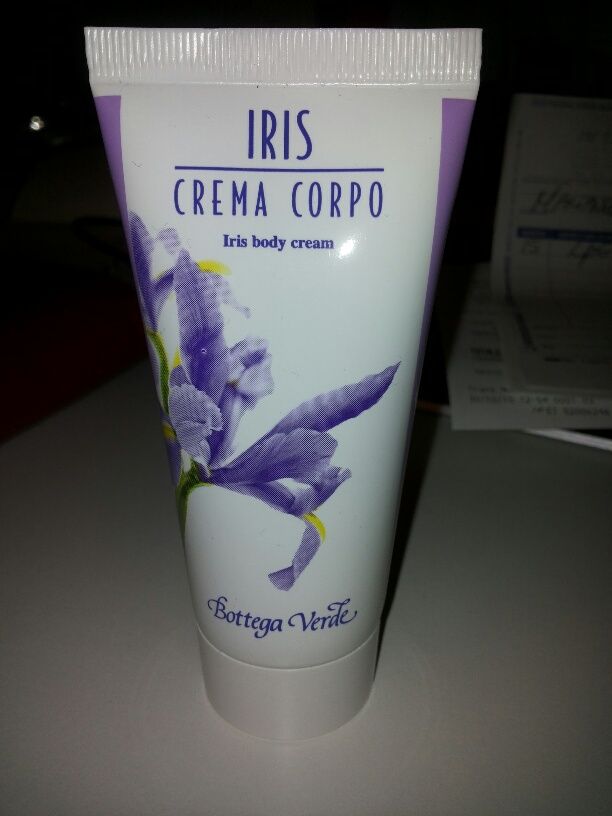 IRIS
CREMA CORPO
Iris body cream
Bottega Verde